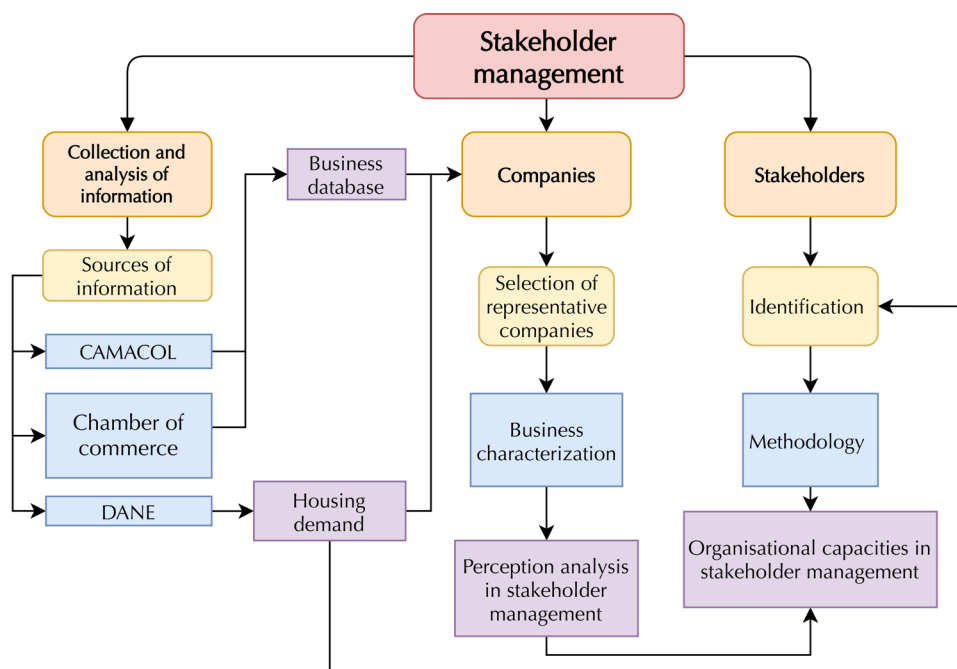 Stakeholder
management
Collection and
analysis of
information
Business
database
Companies
Stakeholders
Sources of
information
Selection of
representative
companies
Identification
CAMACOL
Chamber of
commerce
Business
characterization
Methodology
DANE
Housing
demand
Perception analysis
in stakeholder
management
Organisational capacities in
stakeholder management